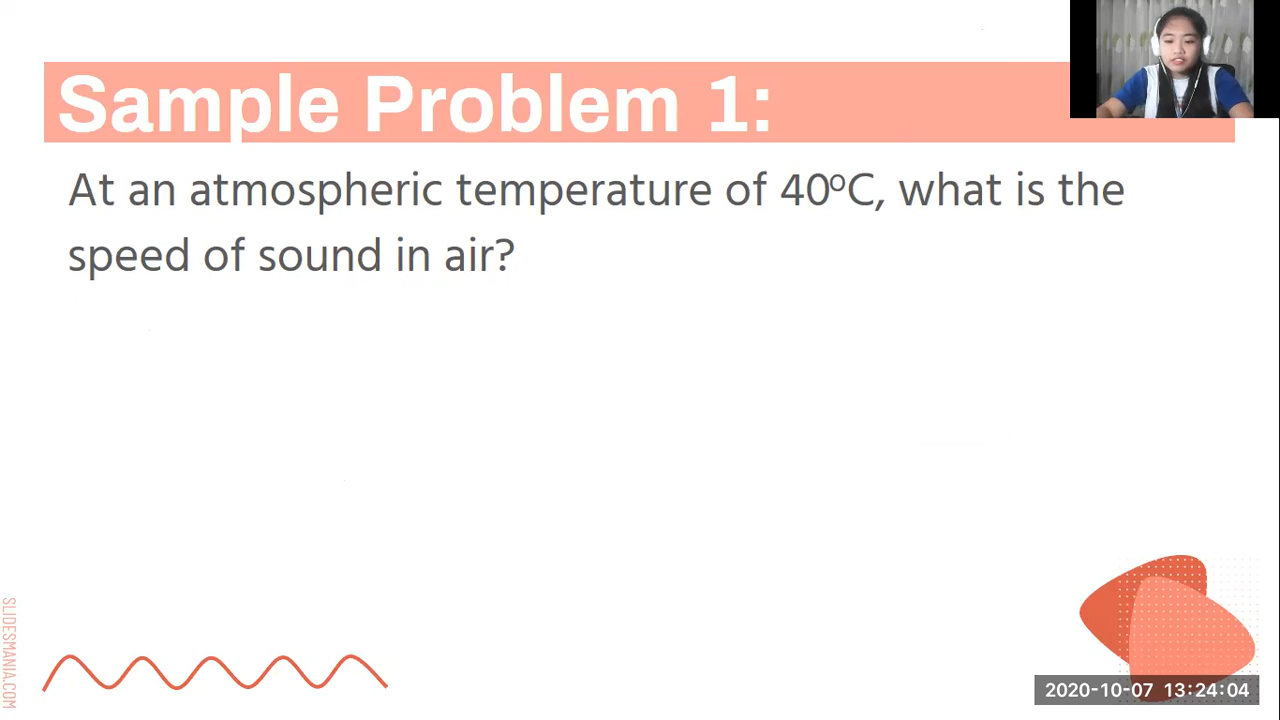 Sample Problem 1:
At an atmospheric temperature of 40ºC, what is the
speed of sound in air?
SLIDESMANIA.COM
2020-10-07 13:24:04